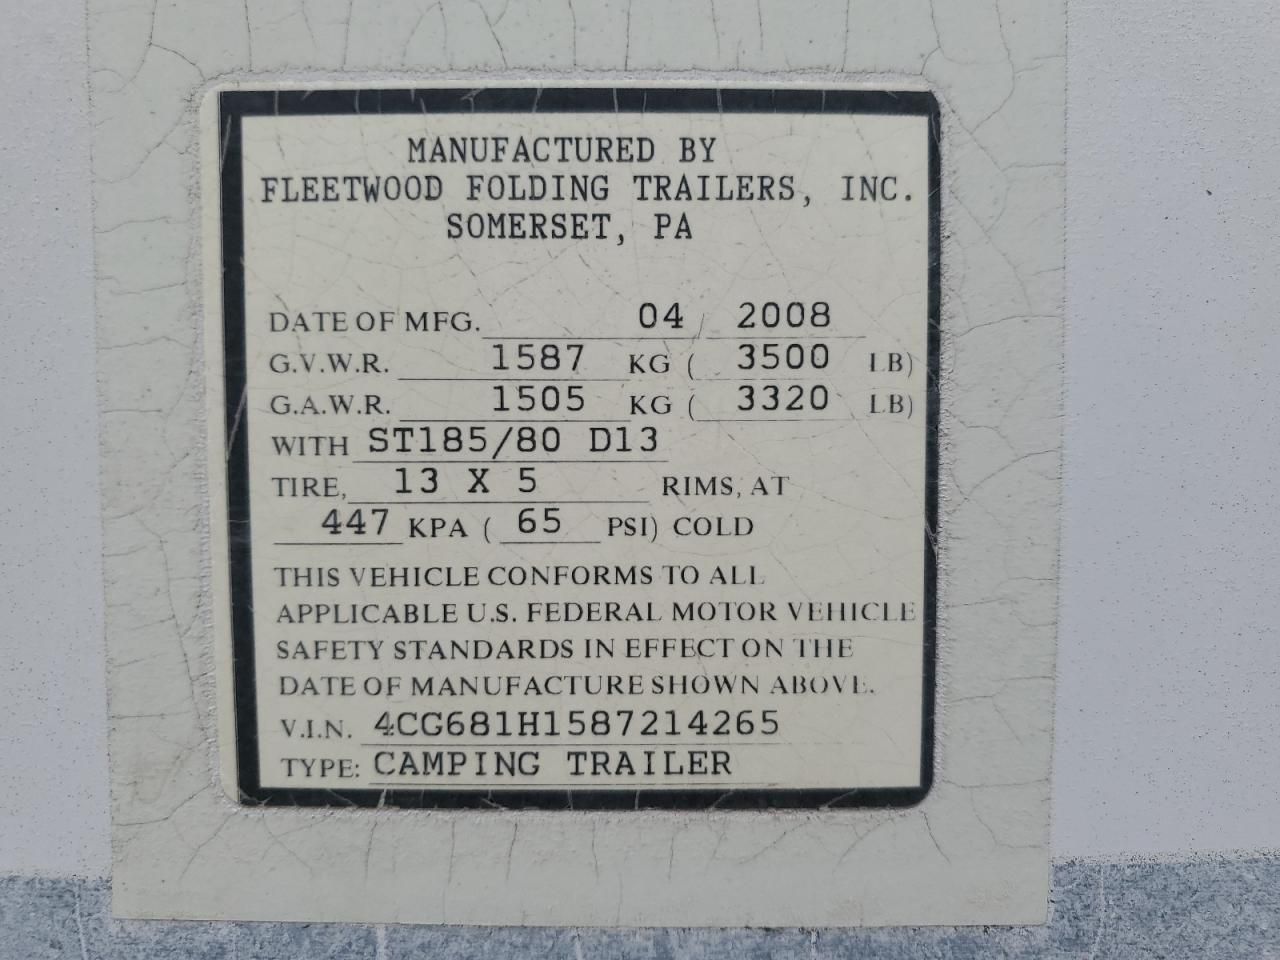 MANUFACTURED BY
FLEETWOOD FOLDING TRAILERS, INC.
SOMERSET, PA
DATE OF MFG. 04 / 2008
G.V.W.R. 1587 KG ( 3500 LB)
G.A.W.R. 1505 KG ( 3320 LB)
WITH ST185/80 D13
TIRE, 13 X 5 RIMS, AT
447 KPA ( 65 PSI) COLD
THIS VEHICLE CONFORMS TO ALL
APPLICABLE U.S. FEDERAL MOTOR VEHICLE
SAFETY STANDARDS IN EFFECT ON THE
DATE OF MANUFACTURE SHOWN ABOVE.
V.I.N. 4CG681H1587214265
TYPE: CAMPING TRAILER